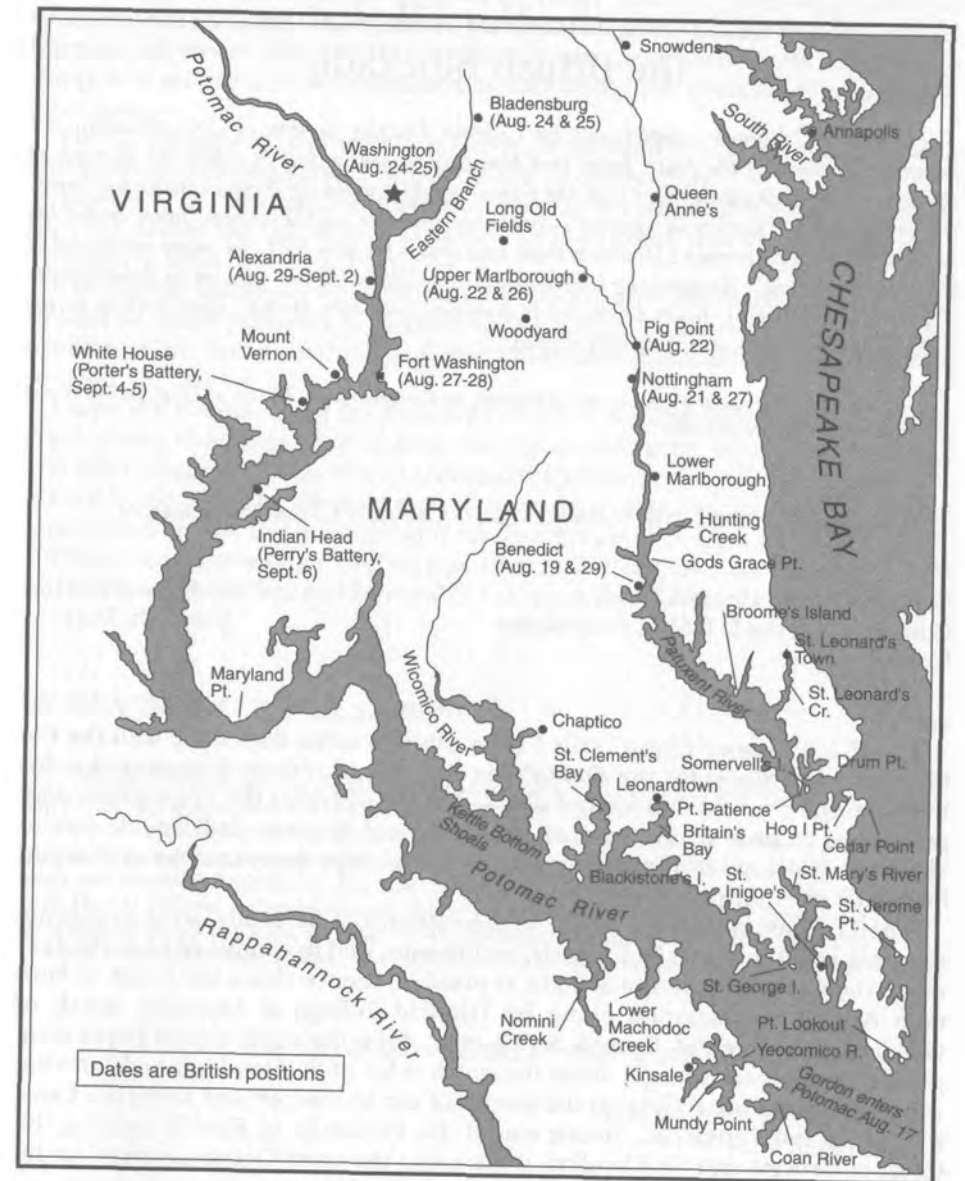 Snowdens
Potomac River
Bladensburg
(Aug. 24 & 25)
South River
Annapolis
Washington
(Aug. 24-25)
VIRGINIA
Eastern Branch
Queen
Anne's
Long Old
Fields
Alexandria
(Aug. 29-Sept. 2)
Upper Marlborough
(Aug. 22 & 26)
CHESAPEAKE BAY
Woodyard
Pig Point
(Aug. 22)
Mount
Vernon
White House
(Porter's Battery,
Sept. 4-5)
Fort Washington
(Aug. 27-28)
Nottingham
(Aug. 21 & 27)
Lower
Marlborough
MARYLAND
Hunting
Creek
Indian Head
(Perry's Battery,
Sept. 6)
Benedict
(Aug. 19 & 29)
Gods Grace Pt.
Broome's Island
St. Leonard's
Town
Patuxent River
Maryland
Pt.
Wicomico River
St. Leonard's
Cr.
Chaptico
St. Clement's
Bay
Somervell's I.
Drum Pt.
Leonardtown
Pt. Patience
Hog I Pt.
Cedar Point
Kettle Bottom
Shoals
Britain's
Bay
Blackistone's I.
St.
Inigoe's
St. Mary's River
Potomac River
St. Jerome
Pt.
Rappahannock River
St. George I.
Nomini
Creek
Lower
Machodoc
Creek
Pt. Lookout
Yeocomico R.
Kinsale
Gordon enters
Potomac Aug. 17
Dates are British positions
Mundy Point
Coan River